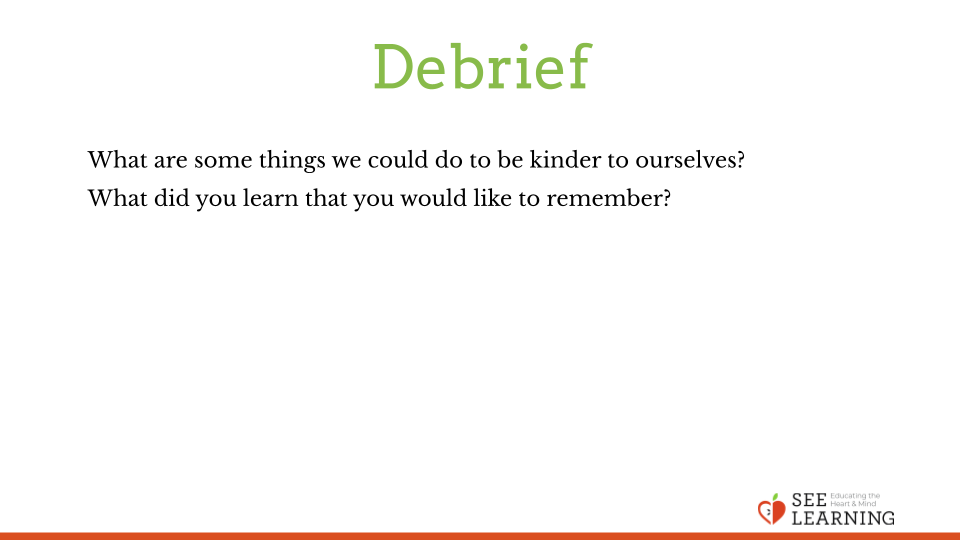 Debrief
What are some things we could do to be kinder to ourselves?
What did you learn that you would like to remember?
SEE Educating the
Heart & Mind
LEARNING